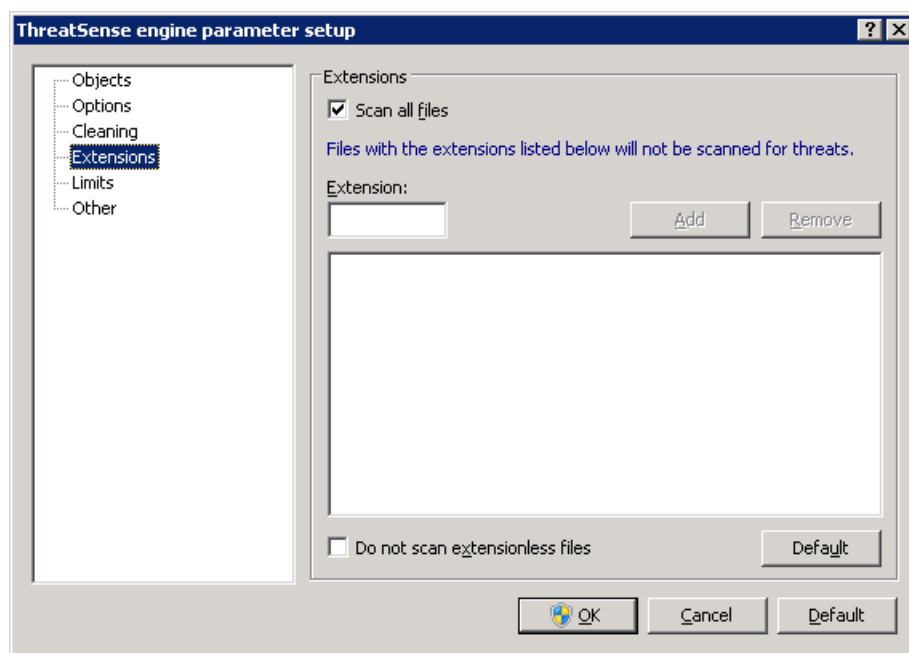 ThreatSense engine parameter setup
Objects
Options
Cleaning
Extensions
Limits
Other
Extensions
Scan all files
Files with the extensions listed below will not be scanned for threats.
Extension:
Add
Remove
Do not scan extensionless files
Default
OK
Cancel
Default